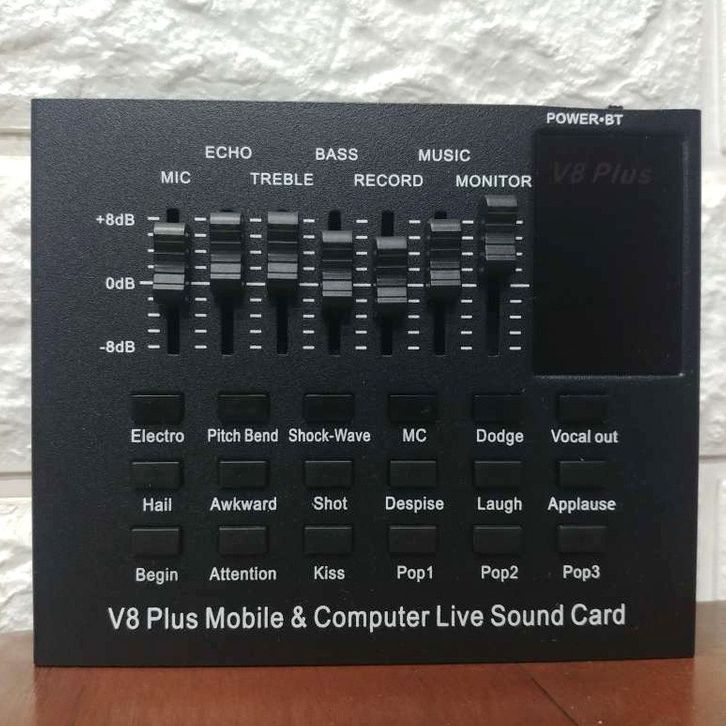 POWER•BT
ECHO BASS MUSIC
MIC TREBLE RECORD MONITOR
V8 Plus
+8dB
0dB
-8dB
Electro Pitch Bend Shock-Wave MC Dodge Vocal out
Hail Awkward Shot Despise Laugh Applause
Begin Attention Kiss Pop1 Pop2 Pop3
V8 Plus Mobile & Computer Live Sound Card